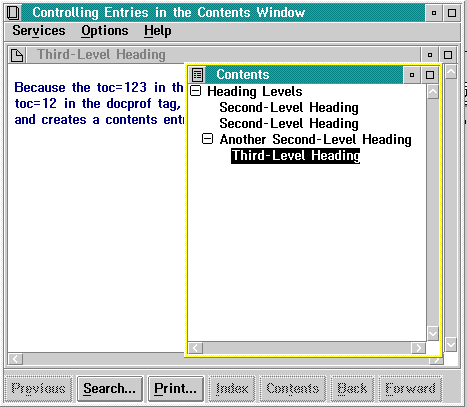 Controlling Entries in the Contents Window
Services Options Help
Third-Level Heading
Because the toc=123 in th
toc=12 in the docprof tag,
and creates a contents entr
Contents
Heading Levels
Second-Level Heading
Second-Level Heading
Another Second-Level Heading
Third-Level Heading
Previous Search... Print... Index Contents Back Forward